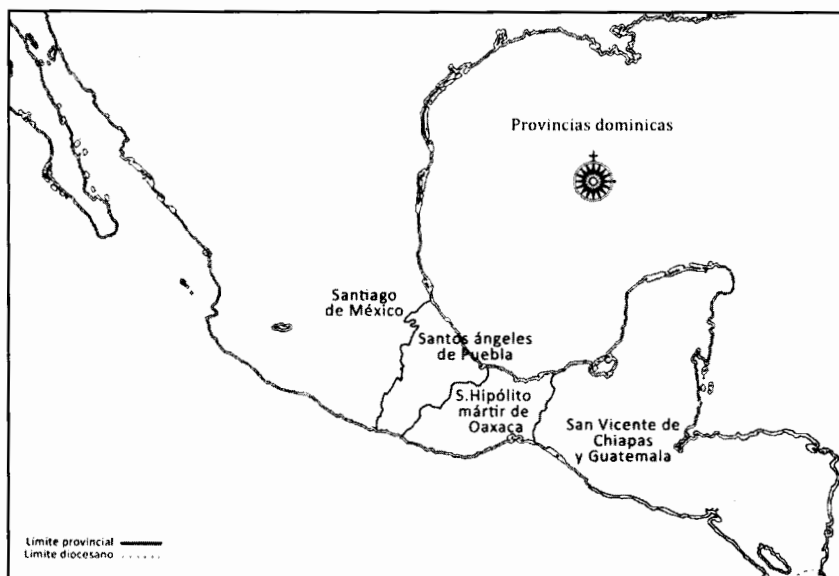 Provincias dominicas
Santiago
de México
Santos ángeles
de Puebla
S.Hipólito
mártir de
Oaxaca
San Vicente de
Chiapas
y Guatemala
Límite provincial
Límite diocesano